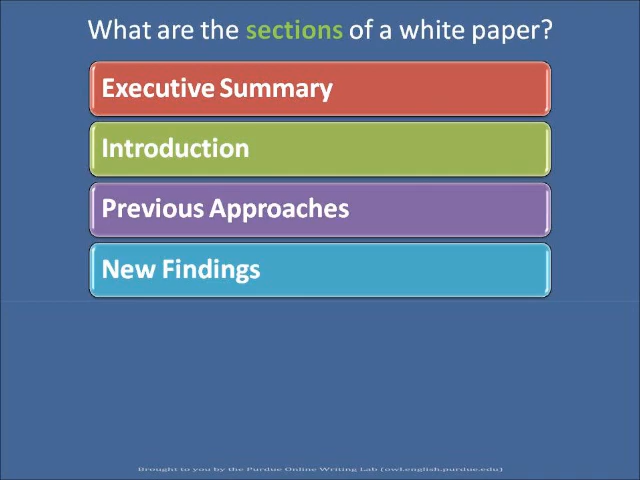 What are the sections of a white paper?
Executive Summary
Introduction
Previous Approaches
New Findings
Brought to you by the Purdue Online Writing Lab (owl.english.purdue.edu)